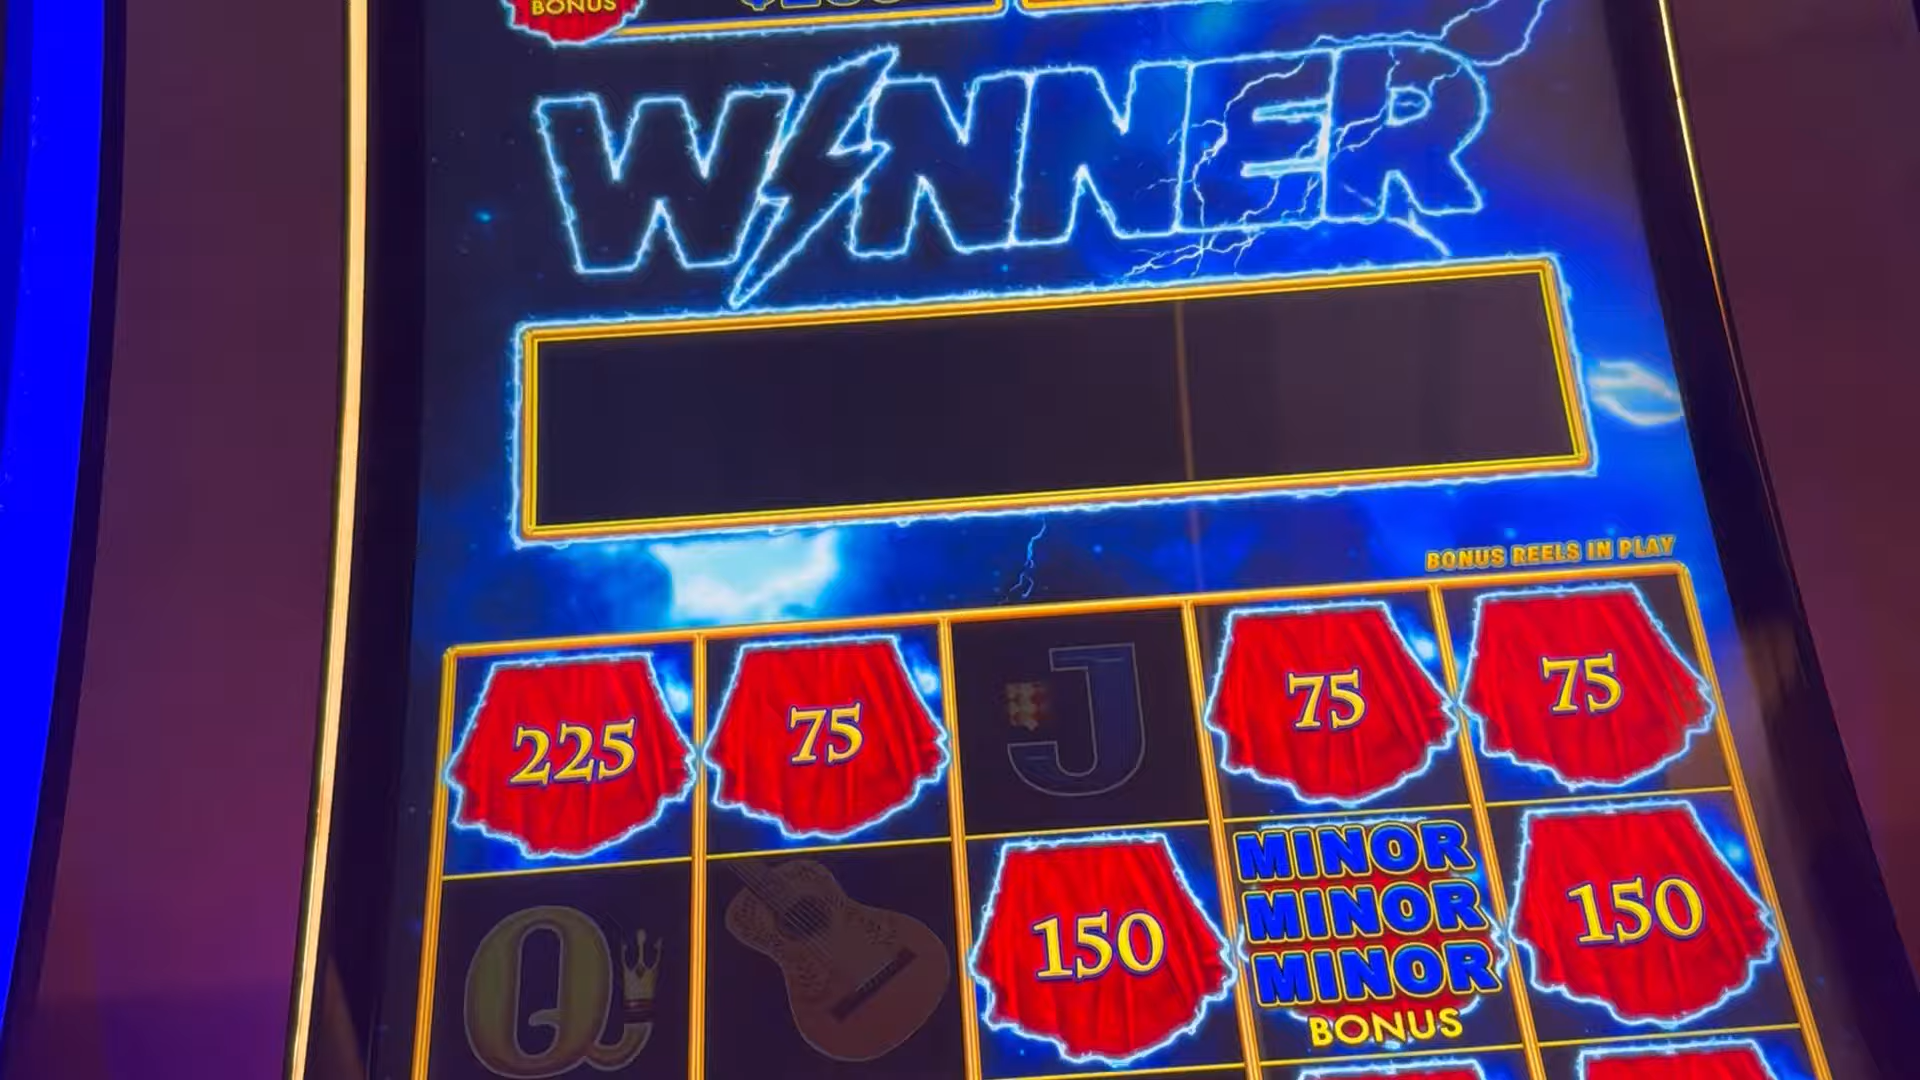 BONUS
WINNER
BONUS REELS IN PLAY
225 75 J 75 75
Q 150 MINOR 150
MINOR
MINOR
BONUS